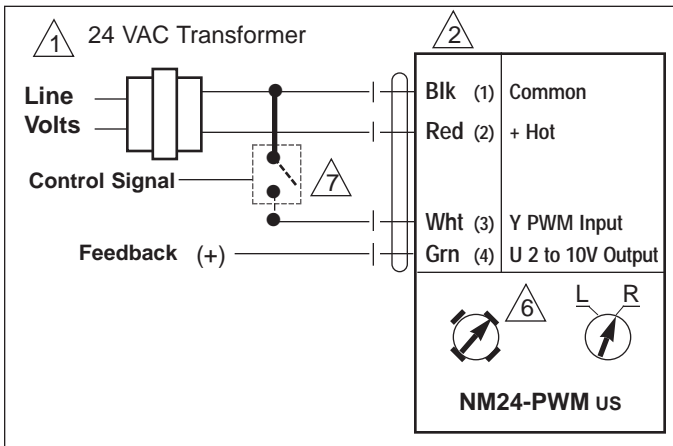 1 24 VAC Transformer
2
Line
Volts
Blk (1) Common
Red (2) + Hot
Control Signal
7
Wht (3) Y PWM Input
Feedback (+)
Grn (4) U 2 to 10V Output
6
L R
NM24-PWM US